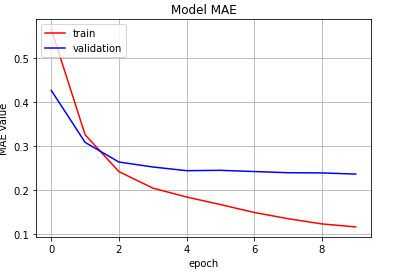 Model MAE
train
validation
MAE value
0.5
0.4
0.3
0.2
0.1
0 2 4 6 8
epoch